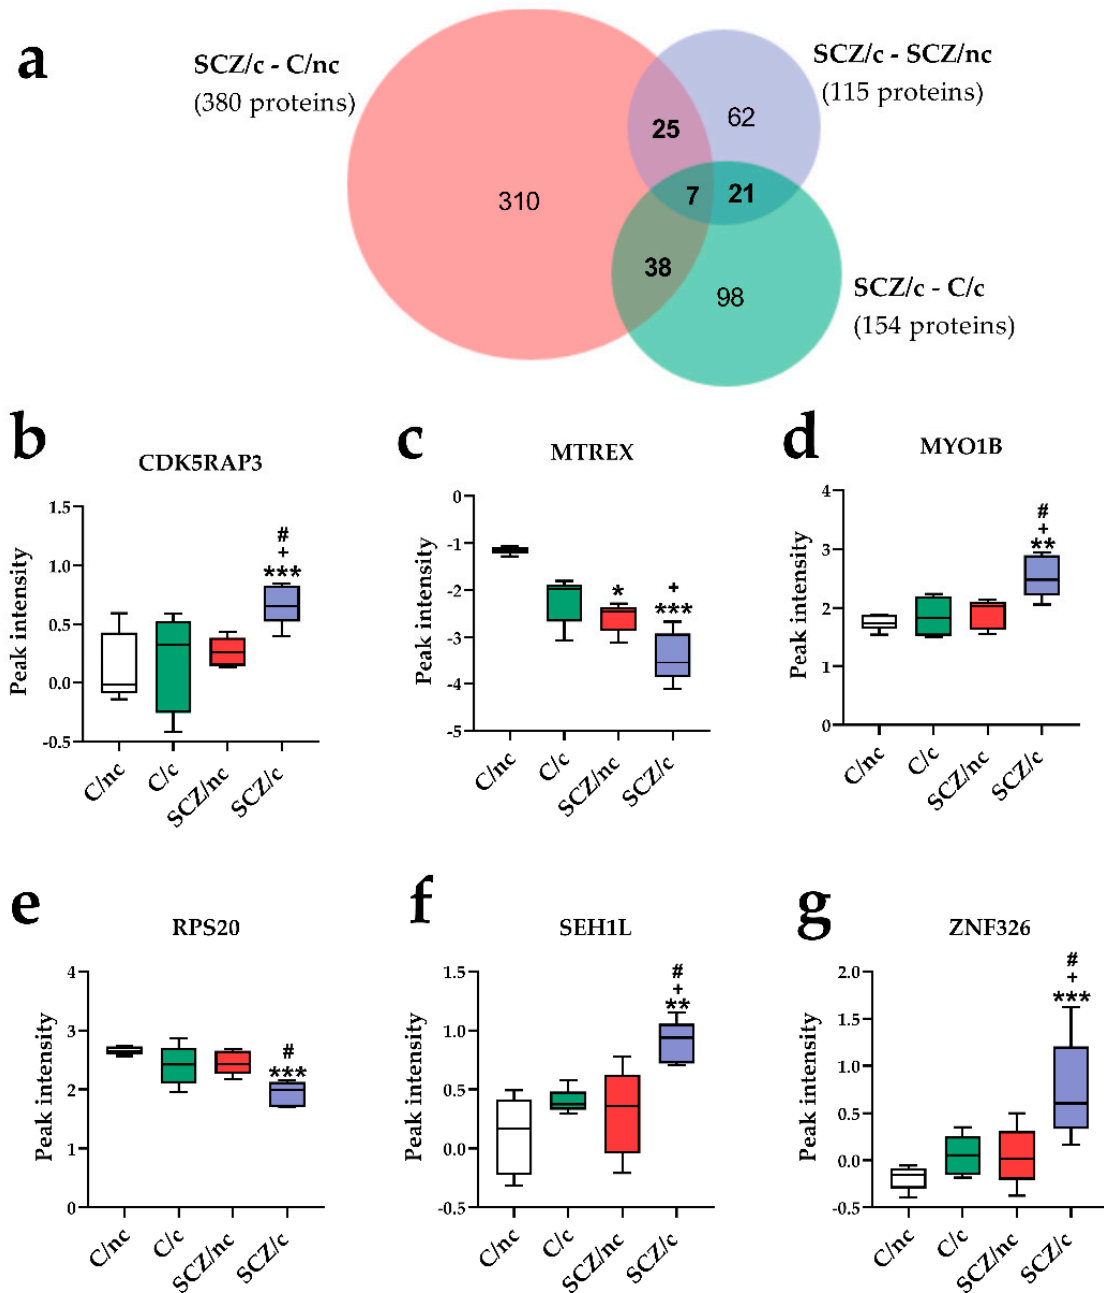 a
SCZ/c - C/nc
(380 proteins)
SCZ/c - SCZ/nc
(115 proteins)
25
62
310
7
21
38
98
SCZ/c - C/c
(154 proteins)
b
CDK5RAP3
Peak intensity
1.5
1.0
0.5
0.0
-0.5
#
+
***
C/nc
C/c
SCZ/nc
SCZ/c
c
MTREX
Peak intensity
0
-1
-2
-3
-4
-5
*
+
***
C/nc
C/c
SCZ/nc
SCZ/c
d
MYO1B
Peak intensity
4
3
2
1
0
#
+
**
C/nc
C/c
SCZ/nc
SCZ/c
e
RPS20
Peak intensity
4
3
2
1
0
#
***
C/nc
C/c
SCZ/nc
SCZ/c
f
SEH1L
Peak intensity
1.5
1.0
0.5
0.0
-0.5
#
+
**
C/nc
C/c
SCZ/nc
SCZ/c
g
ZNF326
Peak intensity
2.0
1.5
1.0
0.5
0.0
-0.5
#
+
***
C/nc
C/c
SCZ/nc
SCZ/c